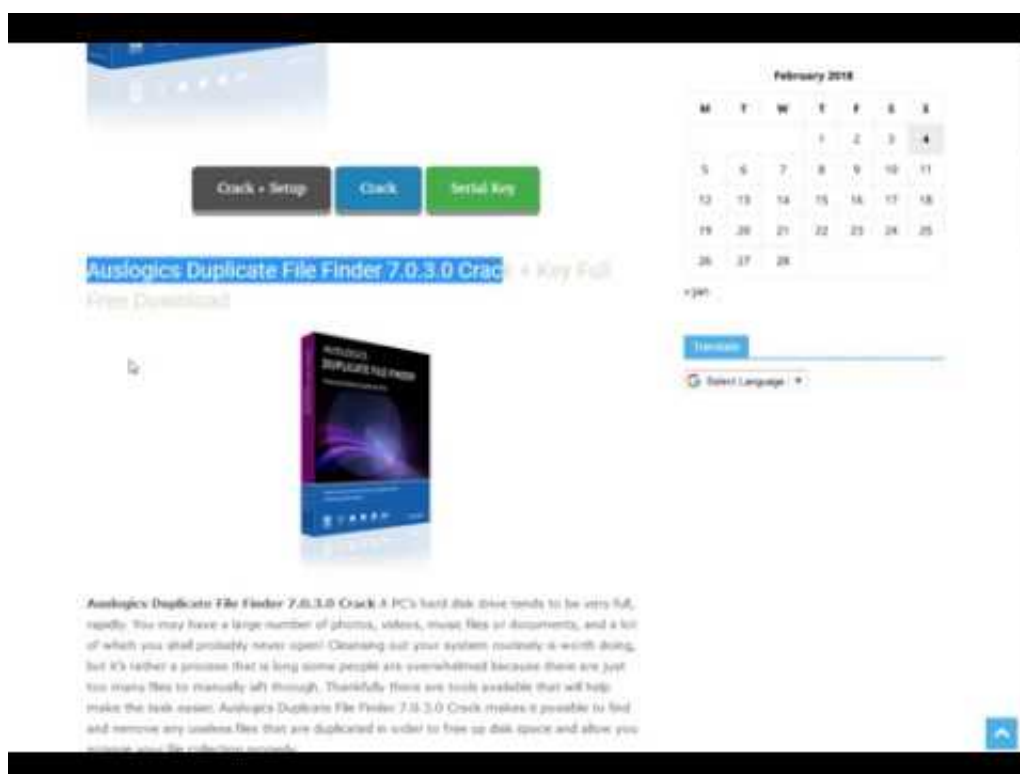 Crack + Setup
Crack
Serial Key
Auslogics Duplicate File Finder 7.0.3.0 Crack + Key Full
Free Download
AUSLOGICS
DUPLICATE FILE FINDER
Auslogics Duplicate File Finder 7.0.3.0 Crack A PC's hard disk drive tends to be very full,
rapidly. You may have a large number of photos, videos, music files or documents, and a lot
of which you shall probably never open! Cleansing out your system routinely is worth doing,
but it's rather a process that is long some people are overwhelmed because there are just
too many files to manually sift through. Thankfully there are tools available that will help
make the task easier. Auslogics Duplicate File Finder 7.0.3.0 Crack makes it possible to find
and remove any useless files that are duplicated in order to free up disk space and allow you
February 2018
M T W T F S S
1 2 3 4
5 6 7 8 9 10 11
12 13 14 15 16 17 18
19 20 21 22 23 24 25
26 27 28
« Jan
Translate
Select Language